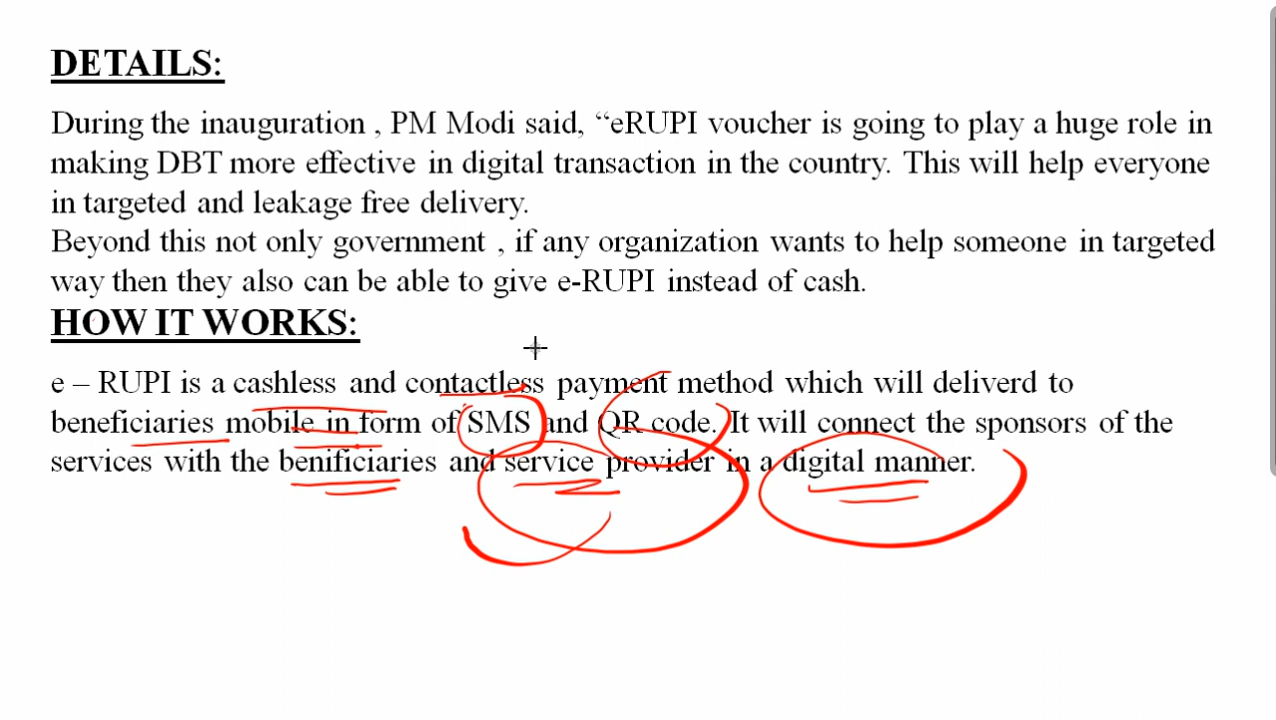 DETAILS:
During the inauguration , PM Modi said, “eRUPI voucher is going to play a huge role in
making DBT more effective in digital transaction in the country. This will help everyone
in targeted and leakage free delivery.
Beyond this not only government , if any organization wants to help someone in targeted
way then they also can be able to give e-RUPI instead of cash.
HOW IT WORKS:
e – RUPI is a cashless and contactless payment method which will deliverd to
beneficiaries mobile in form of SMS and QR code. It will connect the sponsors of the
services with the benificiaries and service provider in a digital manner.